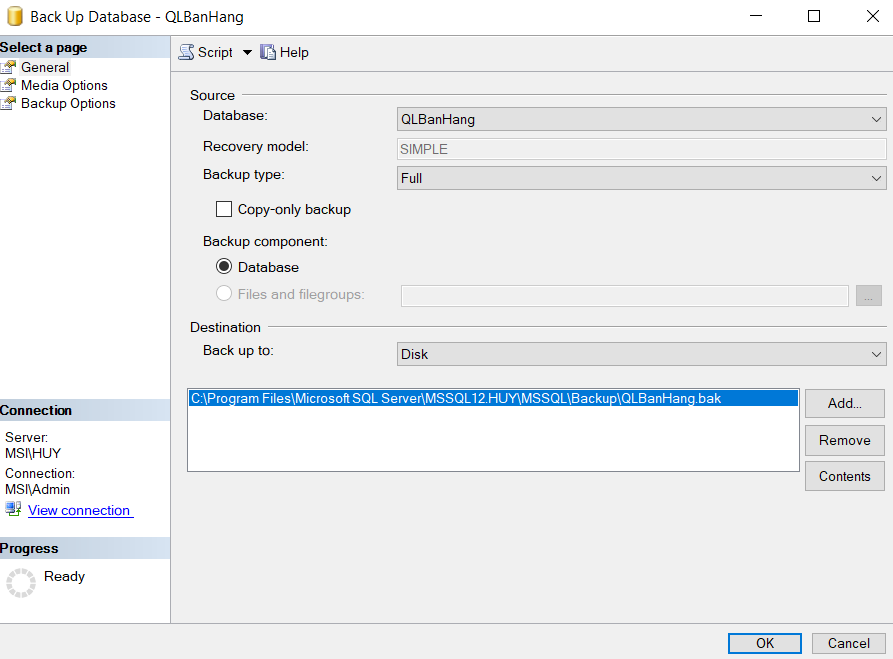 Back Up Database - QLBanHang
Select a page
General
Media Options
Backup Options
Script
Help
Source
Database:
QLBanHang
Recovery model:
SIMPLE
Backup type:
Full
Copy-only backup
Backup component:
Database
Files and filegroups:
...
Destination
Back up to:
Disk
C:\Program Files\Microsoft SQL Server\MSSQL12.HUY\MSSQL\Backup\QLBanHang.bak
Add...
Remove
Contents
Connection
Server:
MSI\HUY
Connection:
MSI\Admin
View connection
Progress
Ready
OK
Cancel